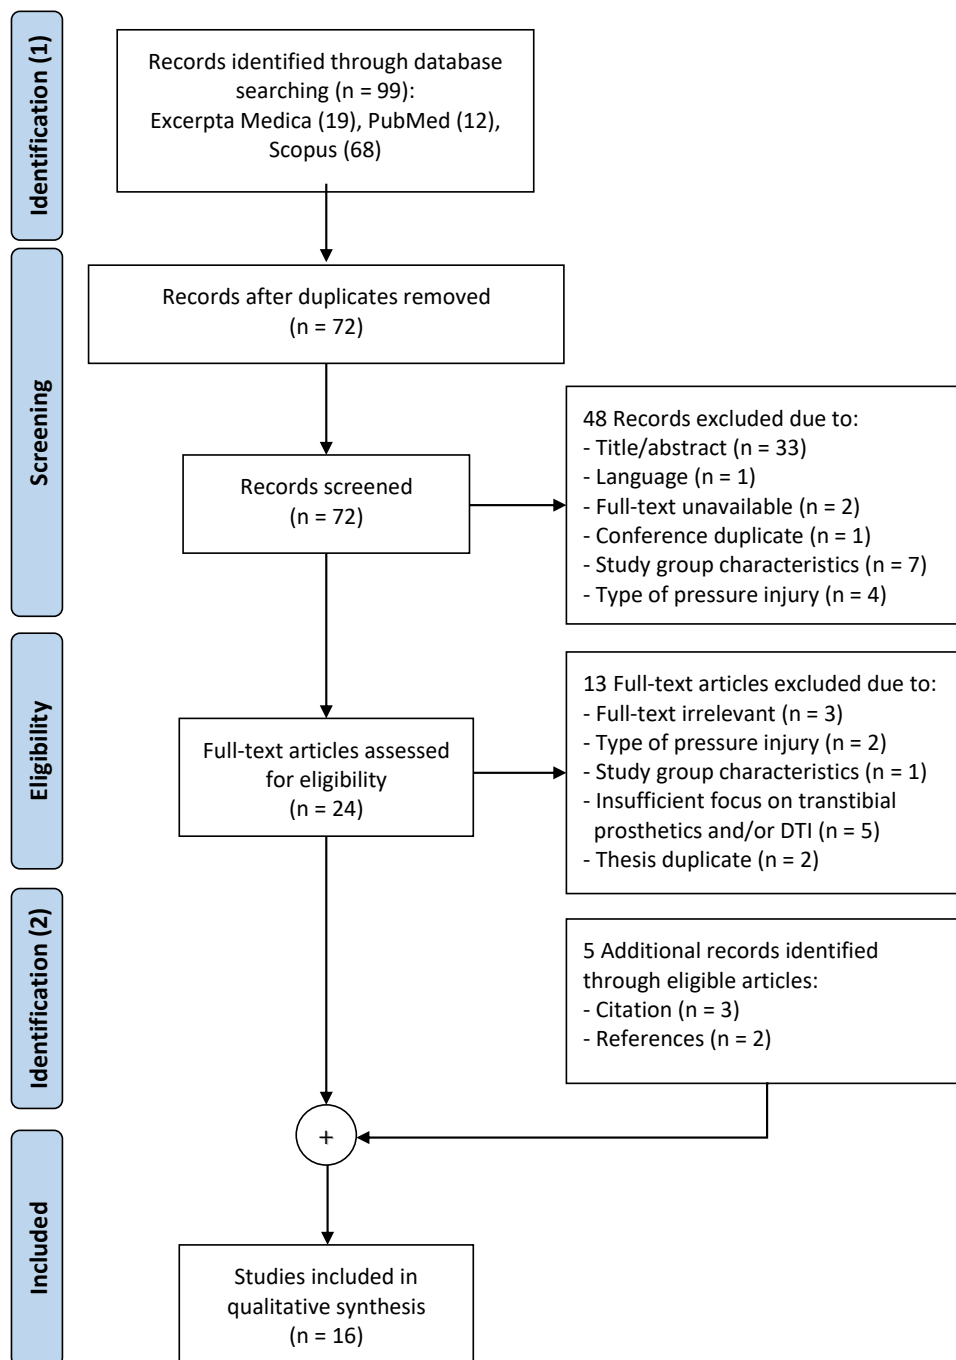 Identification (1)
Records identified through database
searching (n = 99):
Excerpta Medica (19), PubMed (12),
Scopus (68)
Screening
Records after duplicates removed
(n = 72)
Records screened
(n = 72)
48 Records excluded due to:
- Title/abstract (n = 33)
- Language (n = 1)
- Full-text unavailable (n = 2)
- Conference duplicate (n = 1)
- Study group characteristics (n = 7)
- Type of pressure injury (n = 4)
Eligibility
Full-text articles assessed
for eligibility
(n = 24)
13 Full-text articles excluded due to:
- Full-text irrelevant (n = 3)
- Type of pressure injury (n = 2)
- Study group characteristics (n = 1)
- Insufficient focus on transtibial
prosthetics and/or DTI (n = 5)
- Thesis duplicate (n = 2)
Identification (2)
5 Additional records identified
through eligible articles:
- Citation (n = 3)
- References (n = 2)
+
Included
Studies included in
qualitative synthesis
(n = 16)